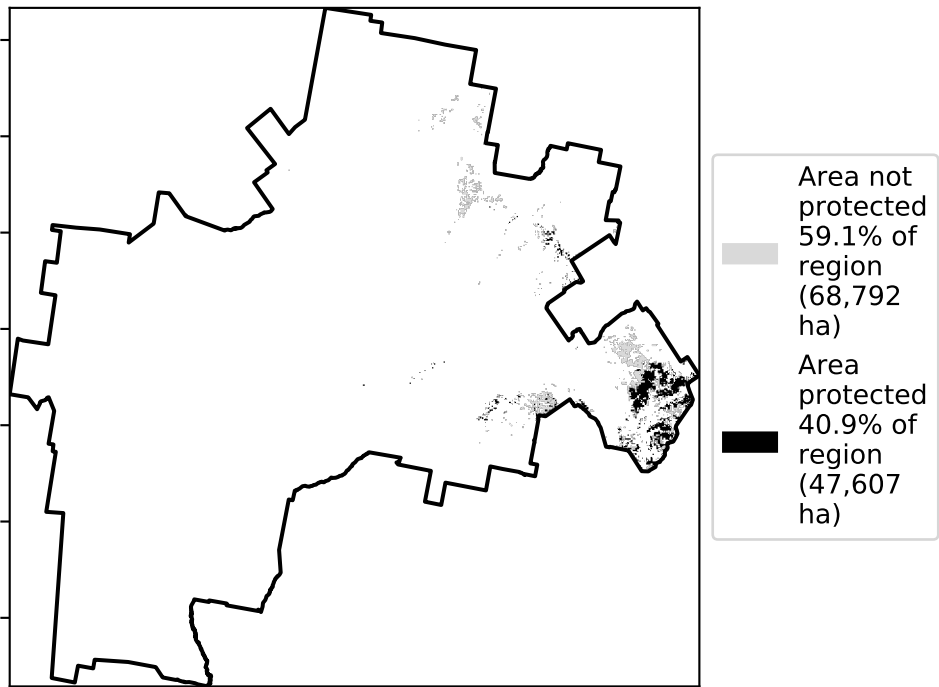 Area not
protected
59.1% of
region
(68,792
ha)
Area
protected
40.9% of
region
(47,607
ha)